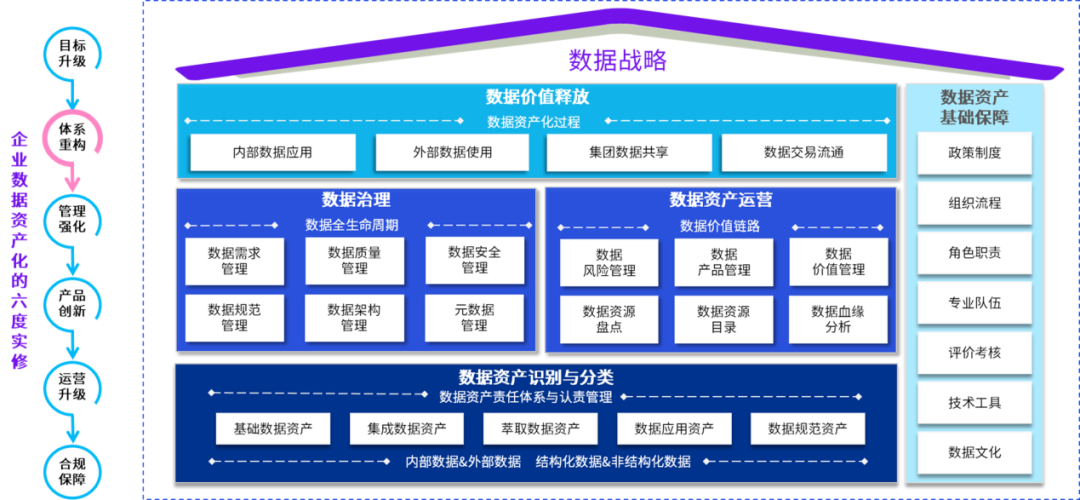 企业数据资产化的六度实修
目标
升级
体系
重构
管理
强化
产品
创新
运营
升级
合规
保障
数据战略
数据价值释放
数据资产化过程
内部数据应用
外部数据使用
集团数据共享
数据交易流通
数据治理
数据全生命周期
数据需求
管理
数据质量
管理
数据安全
管理
数据规范
管理
数据架构
管理
元数据
管理
数据资产运营
数据价值链路
数据
风险管理
数据
产品管理
数据
价值管理
数据资源
盘点
数据资源
目录
数据血缘
分析
数据资产识别与分类
数据资产责任体系与认责管理
基础数据资产
集成数据资产
萃取数据资产
数据应用资产
数据规范资产
内部数据&外部数据 结构化数据&非结构化数据
数据资产
基础保障
政策制度
组织流程
角色职责
专业队伍
评价考核
技术工具
数据文化